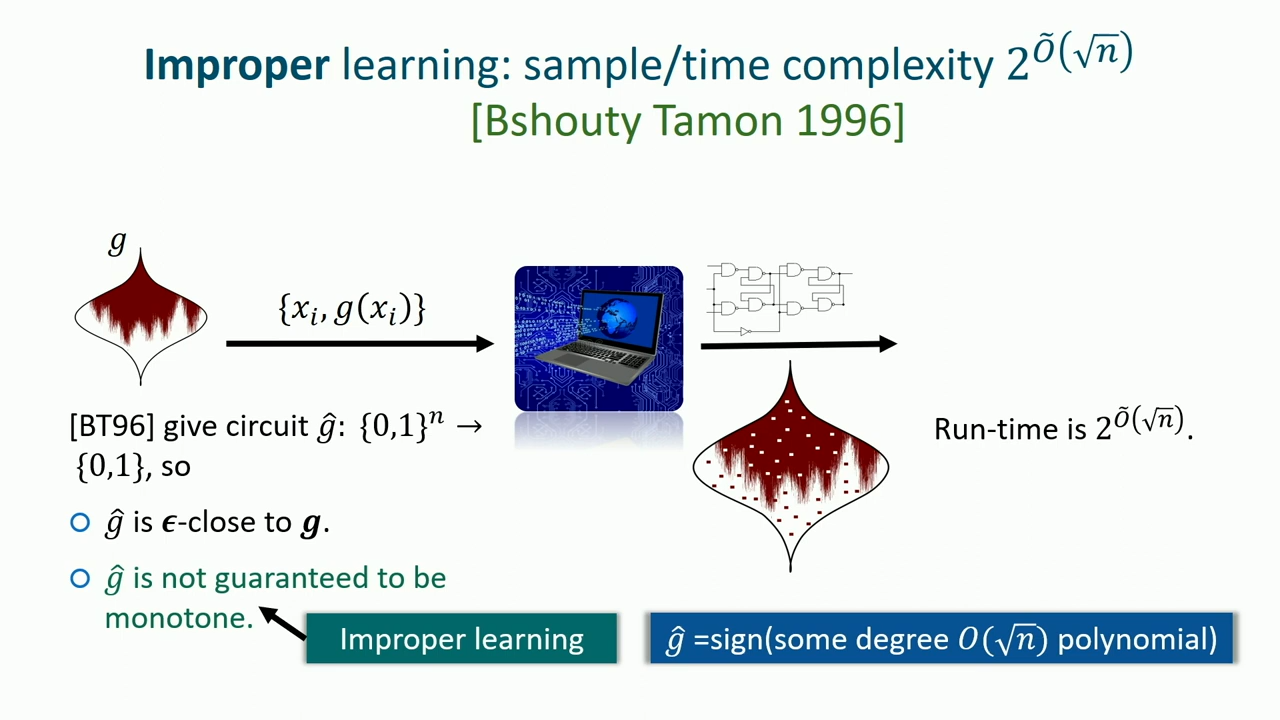 Improper learning: sample/time complexity 2^{Õ(√n)}
[Bshouty Tamon 1996]
g
{x_i, g(x_i)}
[BT96] give circuit ĝ: {0,1}^n →
{0,1}, so
ĝ is ϵ-close to g.
ĝ is not guaranteed to be
monotone.
Improper learning
Run-time is 2^{Õ(√n)}.
ĝ =sign(some degree O(√n) polynomial)